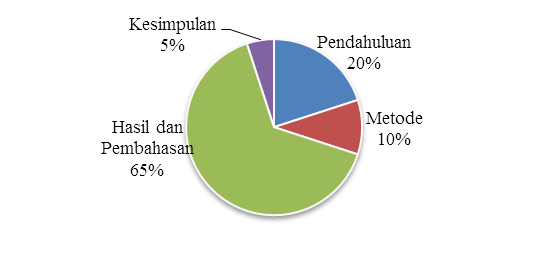 Kesimpulan
5%
Pendahuluan
20%
Metode
10%
Hasil dan
Pembahasan
65%